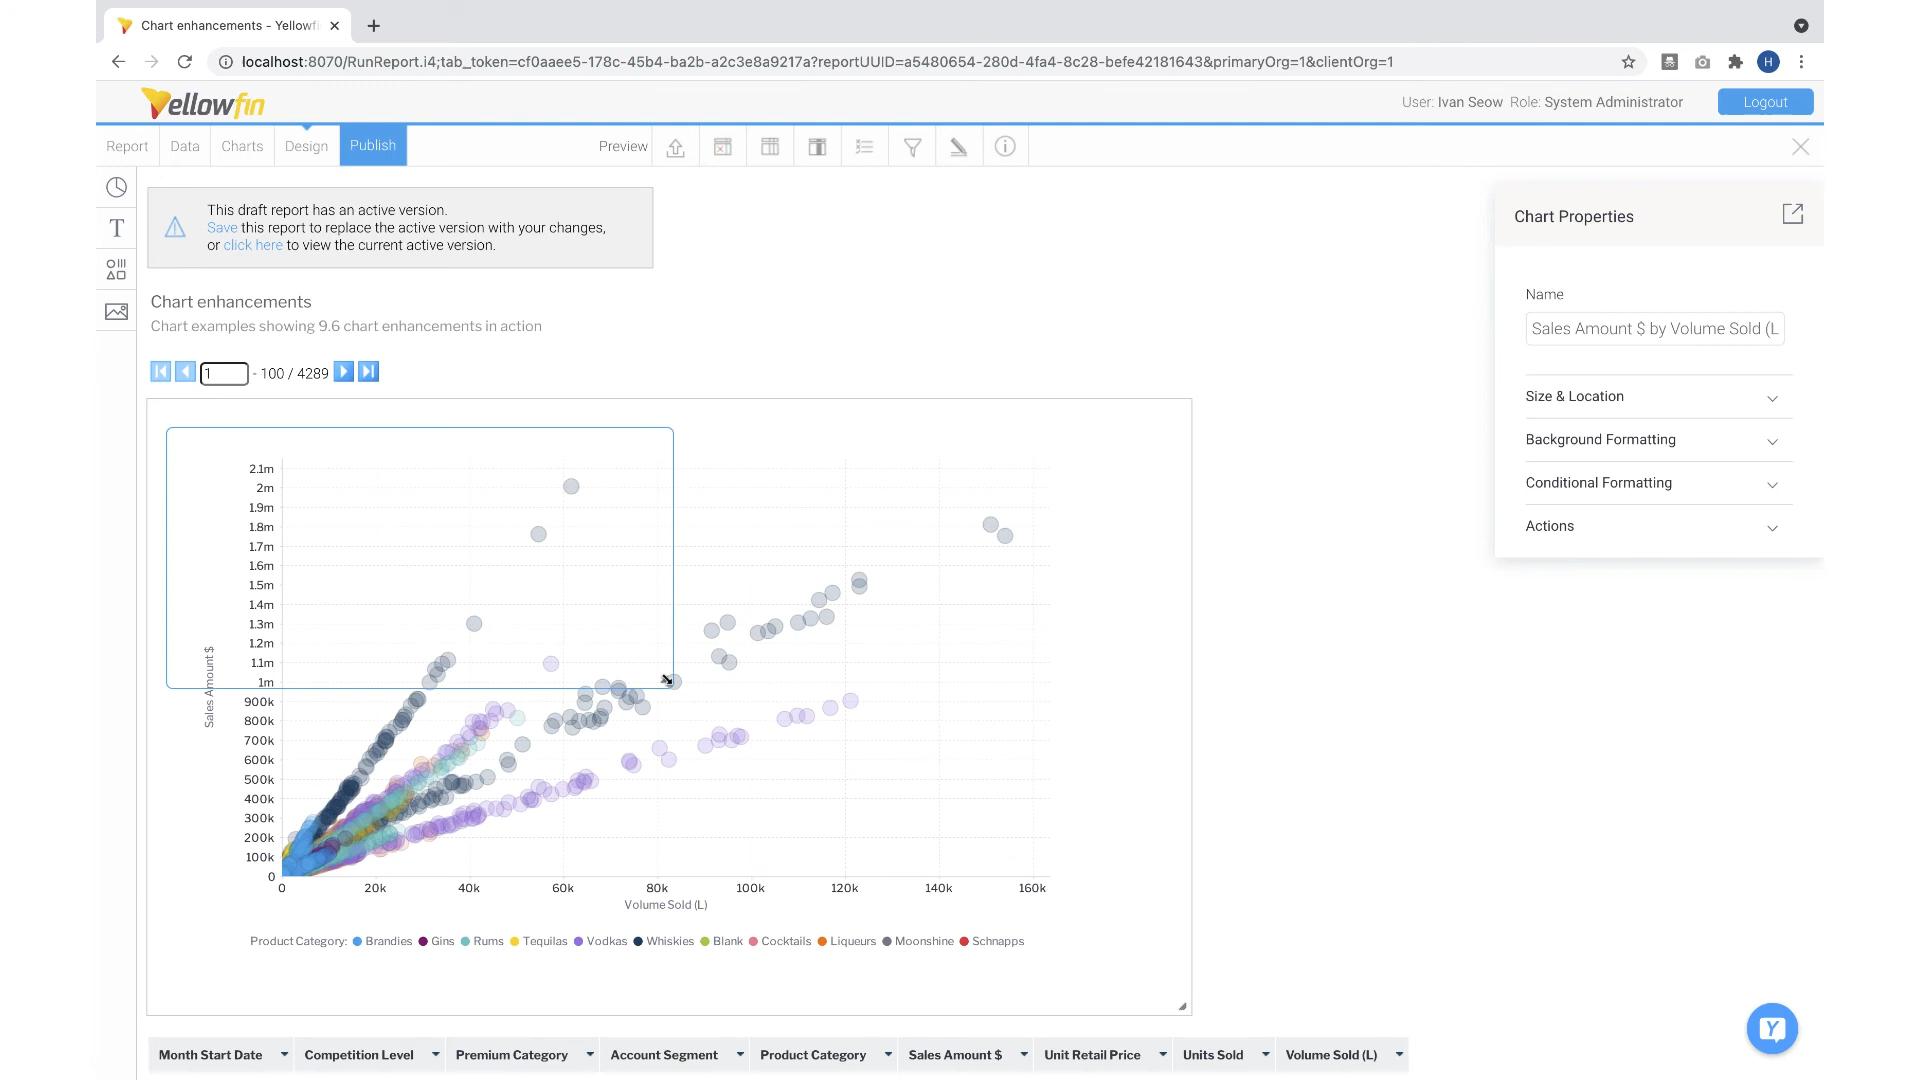 Chart enhancements - Yellowfi
localhost:8070/RunReport.i4;tab_token=cf0aaee5-178c-45b4-ba2b-a2c3e8a9217a?reportUUID=a5480654-280d-4fa4-8c28-befe42181643&primaryOrg=1&clientOrg=1
H
Yellowfin
User: Ivan Seow Role: System Administrator
Logout
Report Data Charts Design Publish Preview
This draft report has an active version.
Save this report to replace the active version with your changes,
or click here to view the current active version.
Chart Properties
Chart enhancements
Chart examples showing 9.6 chart enhancements in action
Name
Sales Amount $ by Volume Sold (L
1 - 100 / 4289
Size & Location
Background Formatting
Conditional Formatting
Actions
2.1m
2m
1.9m
1.8m
1.7m
1.6m
1.5m
1.4m
1.3m
1.2m
1.1m
1m
900k
800k
700k
600k
500k
400k
300k
200k
100k
0
Sales Amount $
0 20k 40k 60k 80k 100k 120k 140k 160k
Volume Sold (L)
Product Category: Brandies Gins Rums Tequilas Vodkas Whiskies Blank Cocktails Liqueurs Moonshine Schnapps
Month Start Date Competition Level Premium Category Account Segment Product Category Sales Amount $ Unit Retail Price Units Sold Volume Sold (L)